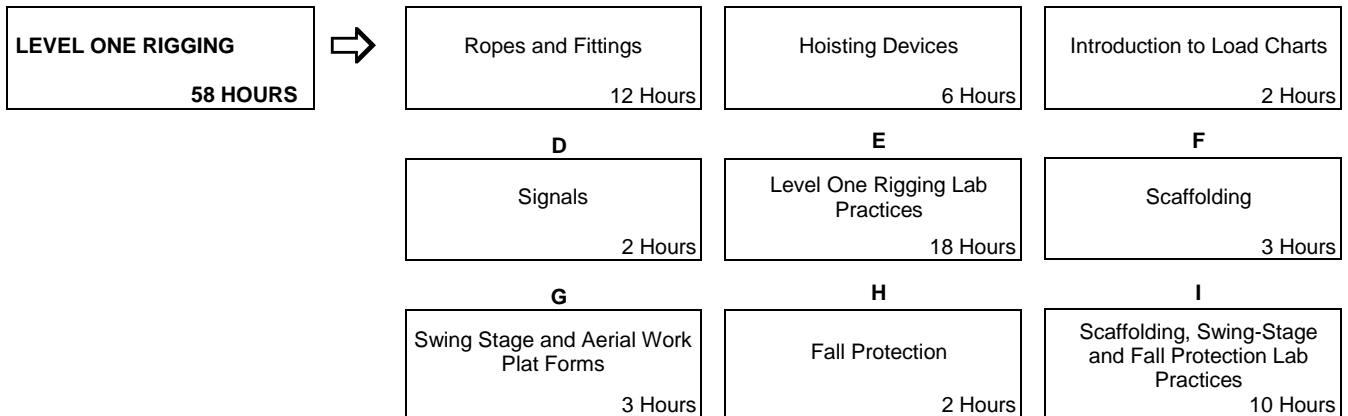 LEVEL ONE RIGGING
58 HOURS
Ropes and Fittings
12 Hours
Hoisting Devices
6 Hours
Introduction to Load Charts
2 Hours
D
Signals
2 Hours
E
Level One Rigging Lab
Practices
18 Hours
F
Scaffolding
3 Hours
G
Swing Stage and Aerial Work
Plat Forms
3 Hours
H
Fall Protection
2 Hours
I
Scaffolding, Swing-Stage
and Fall Protection Lab
Practices
10 Hours